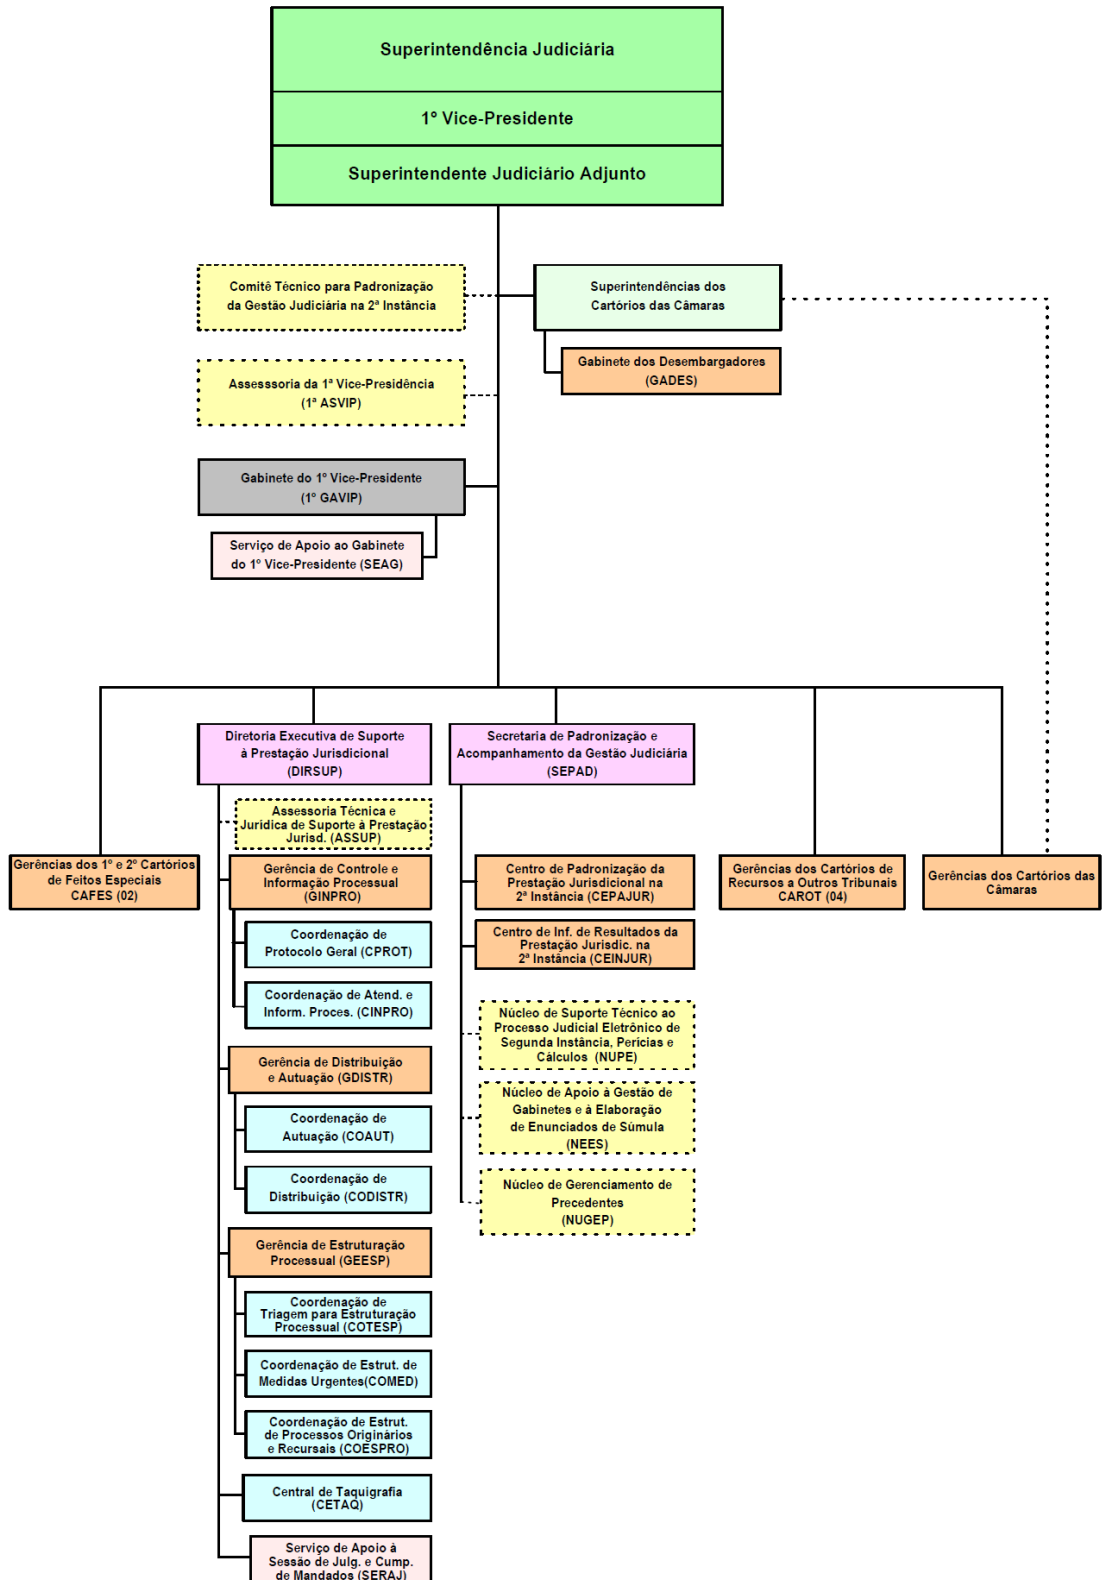 Superintendência Judiciária
1º Vice-Presidente
Superintendente Judiciário Adjunto
Comitê Técnico para Padronização
da Gestão Judiciária na 2ª Instância
Superintendências dos
Cartórios das Câmaras
Gabinete dos Desembargadores
(GADES)
Assesssoria da 1ª Vice-Presidência
(1ª ASVIP)
Gabinete do 1º Vice-Presidente
(1º GAVIP)
Serviço de Apoio ao Gabinete
do 1º Vice-Presidente (SEAG)
Diretoria Executiva de Suporte
à Prestação Jurisdicional
(DIRSUP)
Secretaria de Padronização e
Acompanhamento da Gestão Judiciária
(SEPAD)
Assessoria Técnica e
Jurídica de Suporte à Prestação
Jurisd. (ASSUP)
Gerências dos 1º e 2º Cartórios
de Feitos Especiais
CAFES (02)
Gerência de Controle e
Informação Processual
(GINPRO)
Centro de Padronização da
Prestação Jurisdicional na
2ª Instância (CEPAJUR)
Gerências dos Cartórios de
Recursos a Outros Tribunais
CAROT (04)
Gerências dos Cartórios das
Câmaras
Coordenação de
Protocolo Geral (CPROT)
Centro de Inf. de Resultados da
Prestação Jurisdic. na
2ª Instância (CEINJUR)
Coordenação de Atend. e
Inform. Proces. (CINPRO)
Núcleo de Suporte Técnico ao
Processo Judicial Eletrônico de
Segunda Instância, Perícias e
Cálculos (NUPE)
Gerência de Distribuição
e Autuação (GDISTR)
Núcleo de Apoio à Gestão de
Gabinetes e à Elaboração
de Enunciados de Súmula
(NEES)
Coordenação de
Autuação (COAUT)
Coordenação de
Distribuição (CODISTR)
Núcleo de Gerenciamento de
Precedentes
(NUGEP)
Gerência de Estruturação
Processual (GEESP)
Coordenação de
Triagem para Estruturação
Processual (COTESP)
Coordenação de Estrut. de
Medidas Urgentes(COMED)
Coordenação de Estrut.
de Processos Originários
e Recursais (COESPRO)
Central de Taquigrafia
(CETAQ)
Serviço de Apoio à
Sessão de Julg. e Cump.
de Mandados (SERAJ)